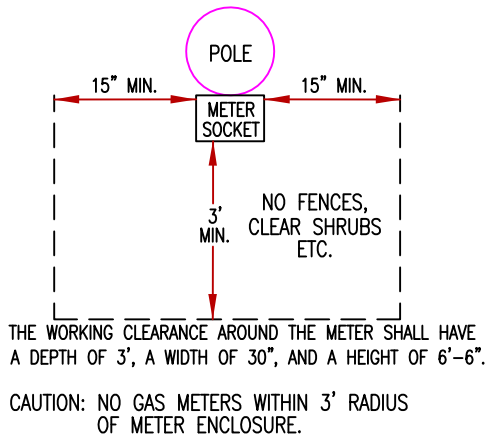 POLE
15" MIN.
15" MIN.
METER
SOCKET
3'
MIN.
NO FENCES,
CLEAR SHRUBS
ETC.
THE WORKING CLEARANCE AROUND THE METER SHALL HAVE
A DEPTH OF 3', A WIDTH OF 30", AND A HEIGHT OF 6'-6".
CAUTION: NO GAS METERS WITHIN 3' RADIUS
OF METER ENCLOSURE.